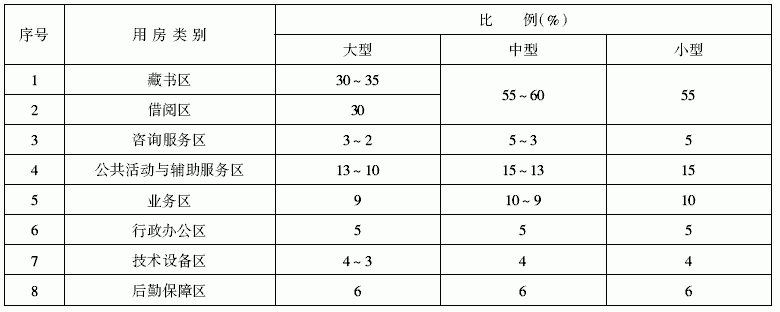 序号 用房类别 比 例(%)
大型 中型 小型
1 藏书区 30~35 55~60 55
2 借阅区 30
3 咨询服务区 3~2 5~3 5
4 公共活动与辅助服务区 13~10 15~13 15
5 业务区 9 10~9 10
6 行政办公区 5 5 5
7 技术设备区 4~3 4 4
8 后勤保障区 6 6 6